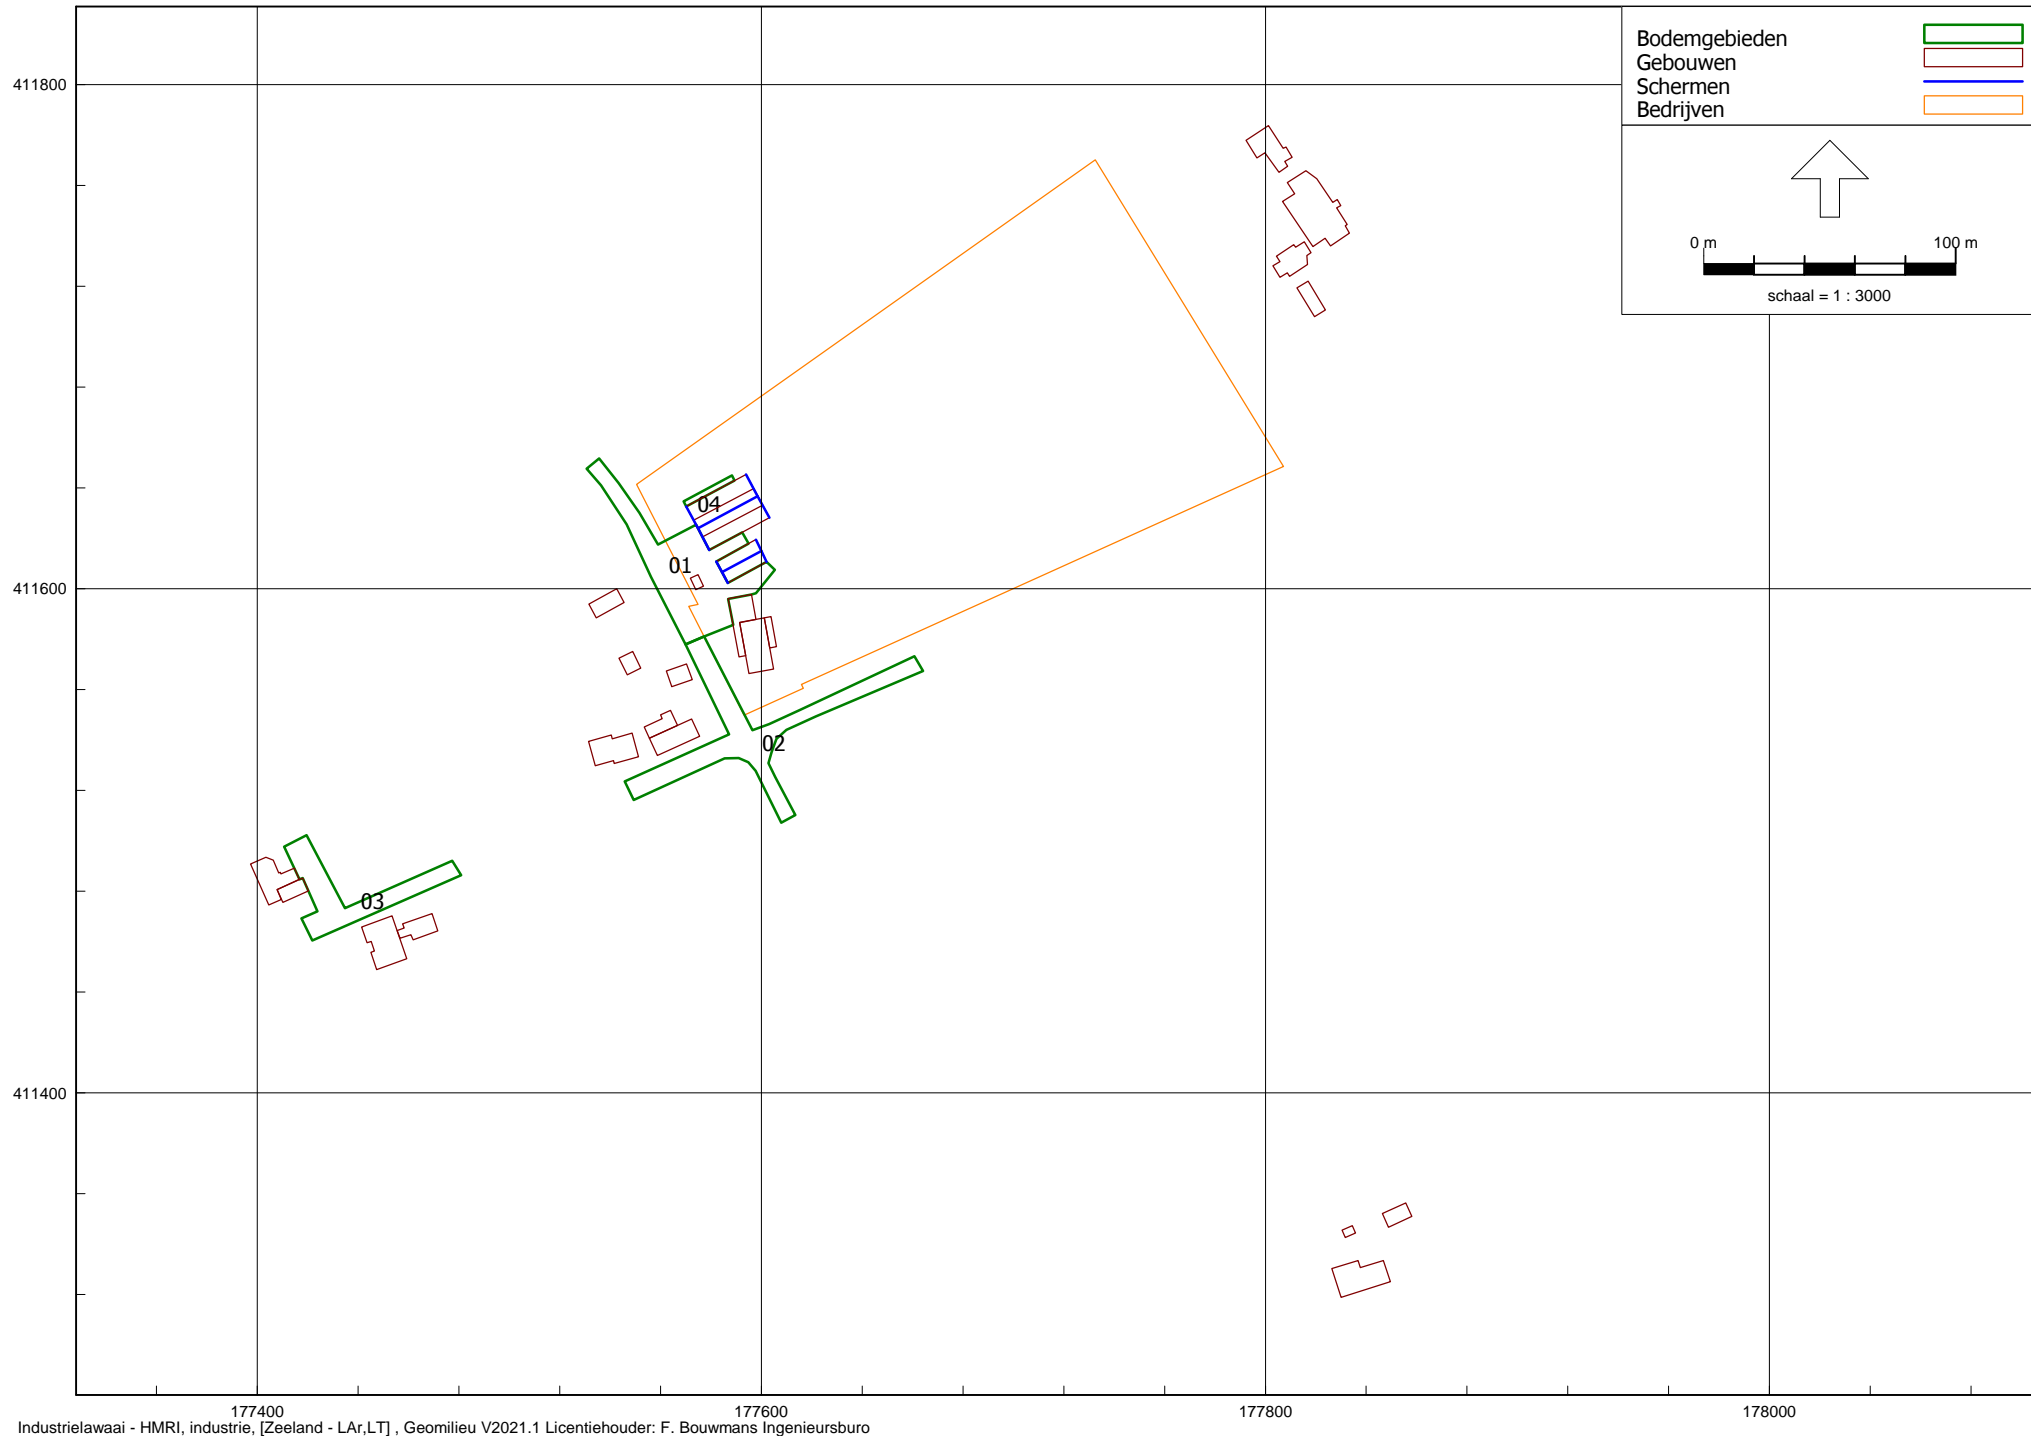 Bodemgebieden
Gebouwen
Schermen
Bedrijven
0 m 100 m
schaal = 1 : 3000
411800
411600
411400
04
01
02
03
177400 177600 177800 178000
Industrielawaai - HMRI, industrie, [Zeeland - LAr,LT] , Geomilieu V2021.1 Licentiehouder: F. Bouwmans Ingenieursburo